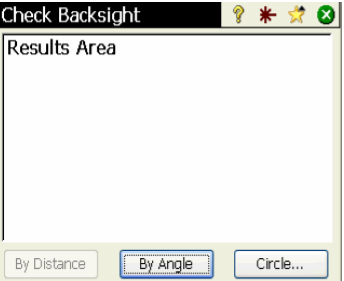 Check Backsight
Results Area
By Distance By Angle Circle...